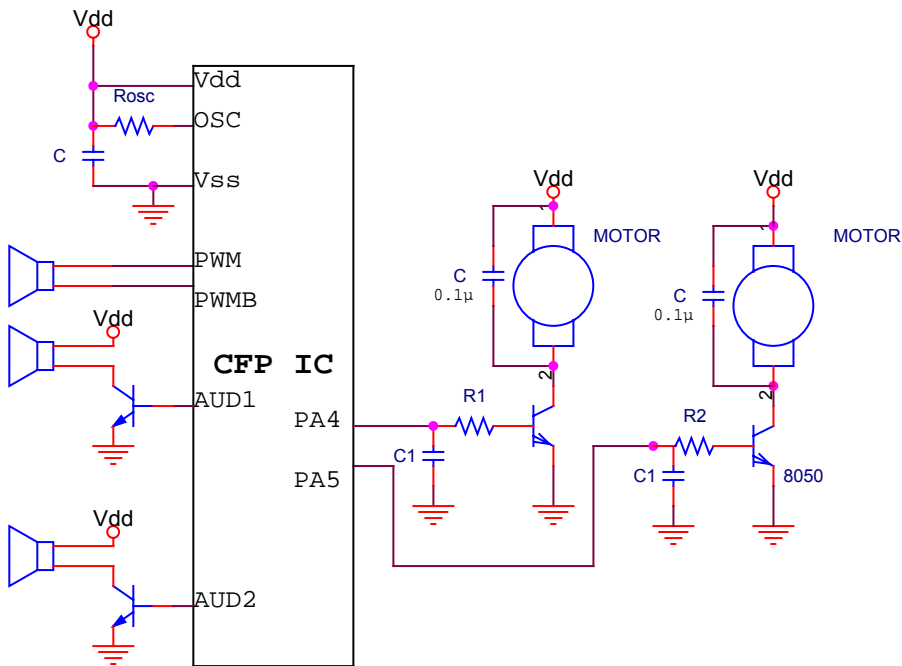 Vdd
Vdd
Rosc
OSC
C
Vss
PWM
PWMB
Vdd
CFP IC
AUD1
PA4
PA5
Vdd
AUD2
Vdd
1
MOTOR
C
0.1µ
2
R1
C1
Vdd
1
MOTOR
C
0.1µ
2
R2
C1
8050